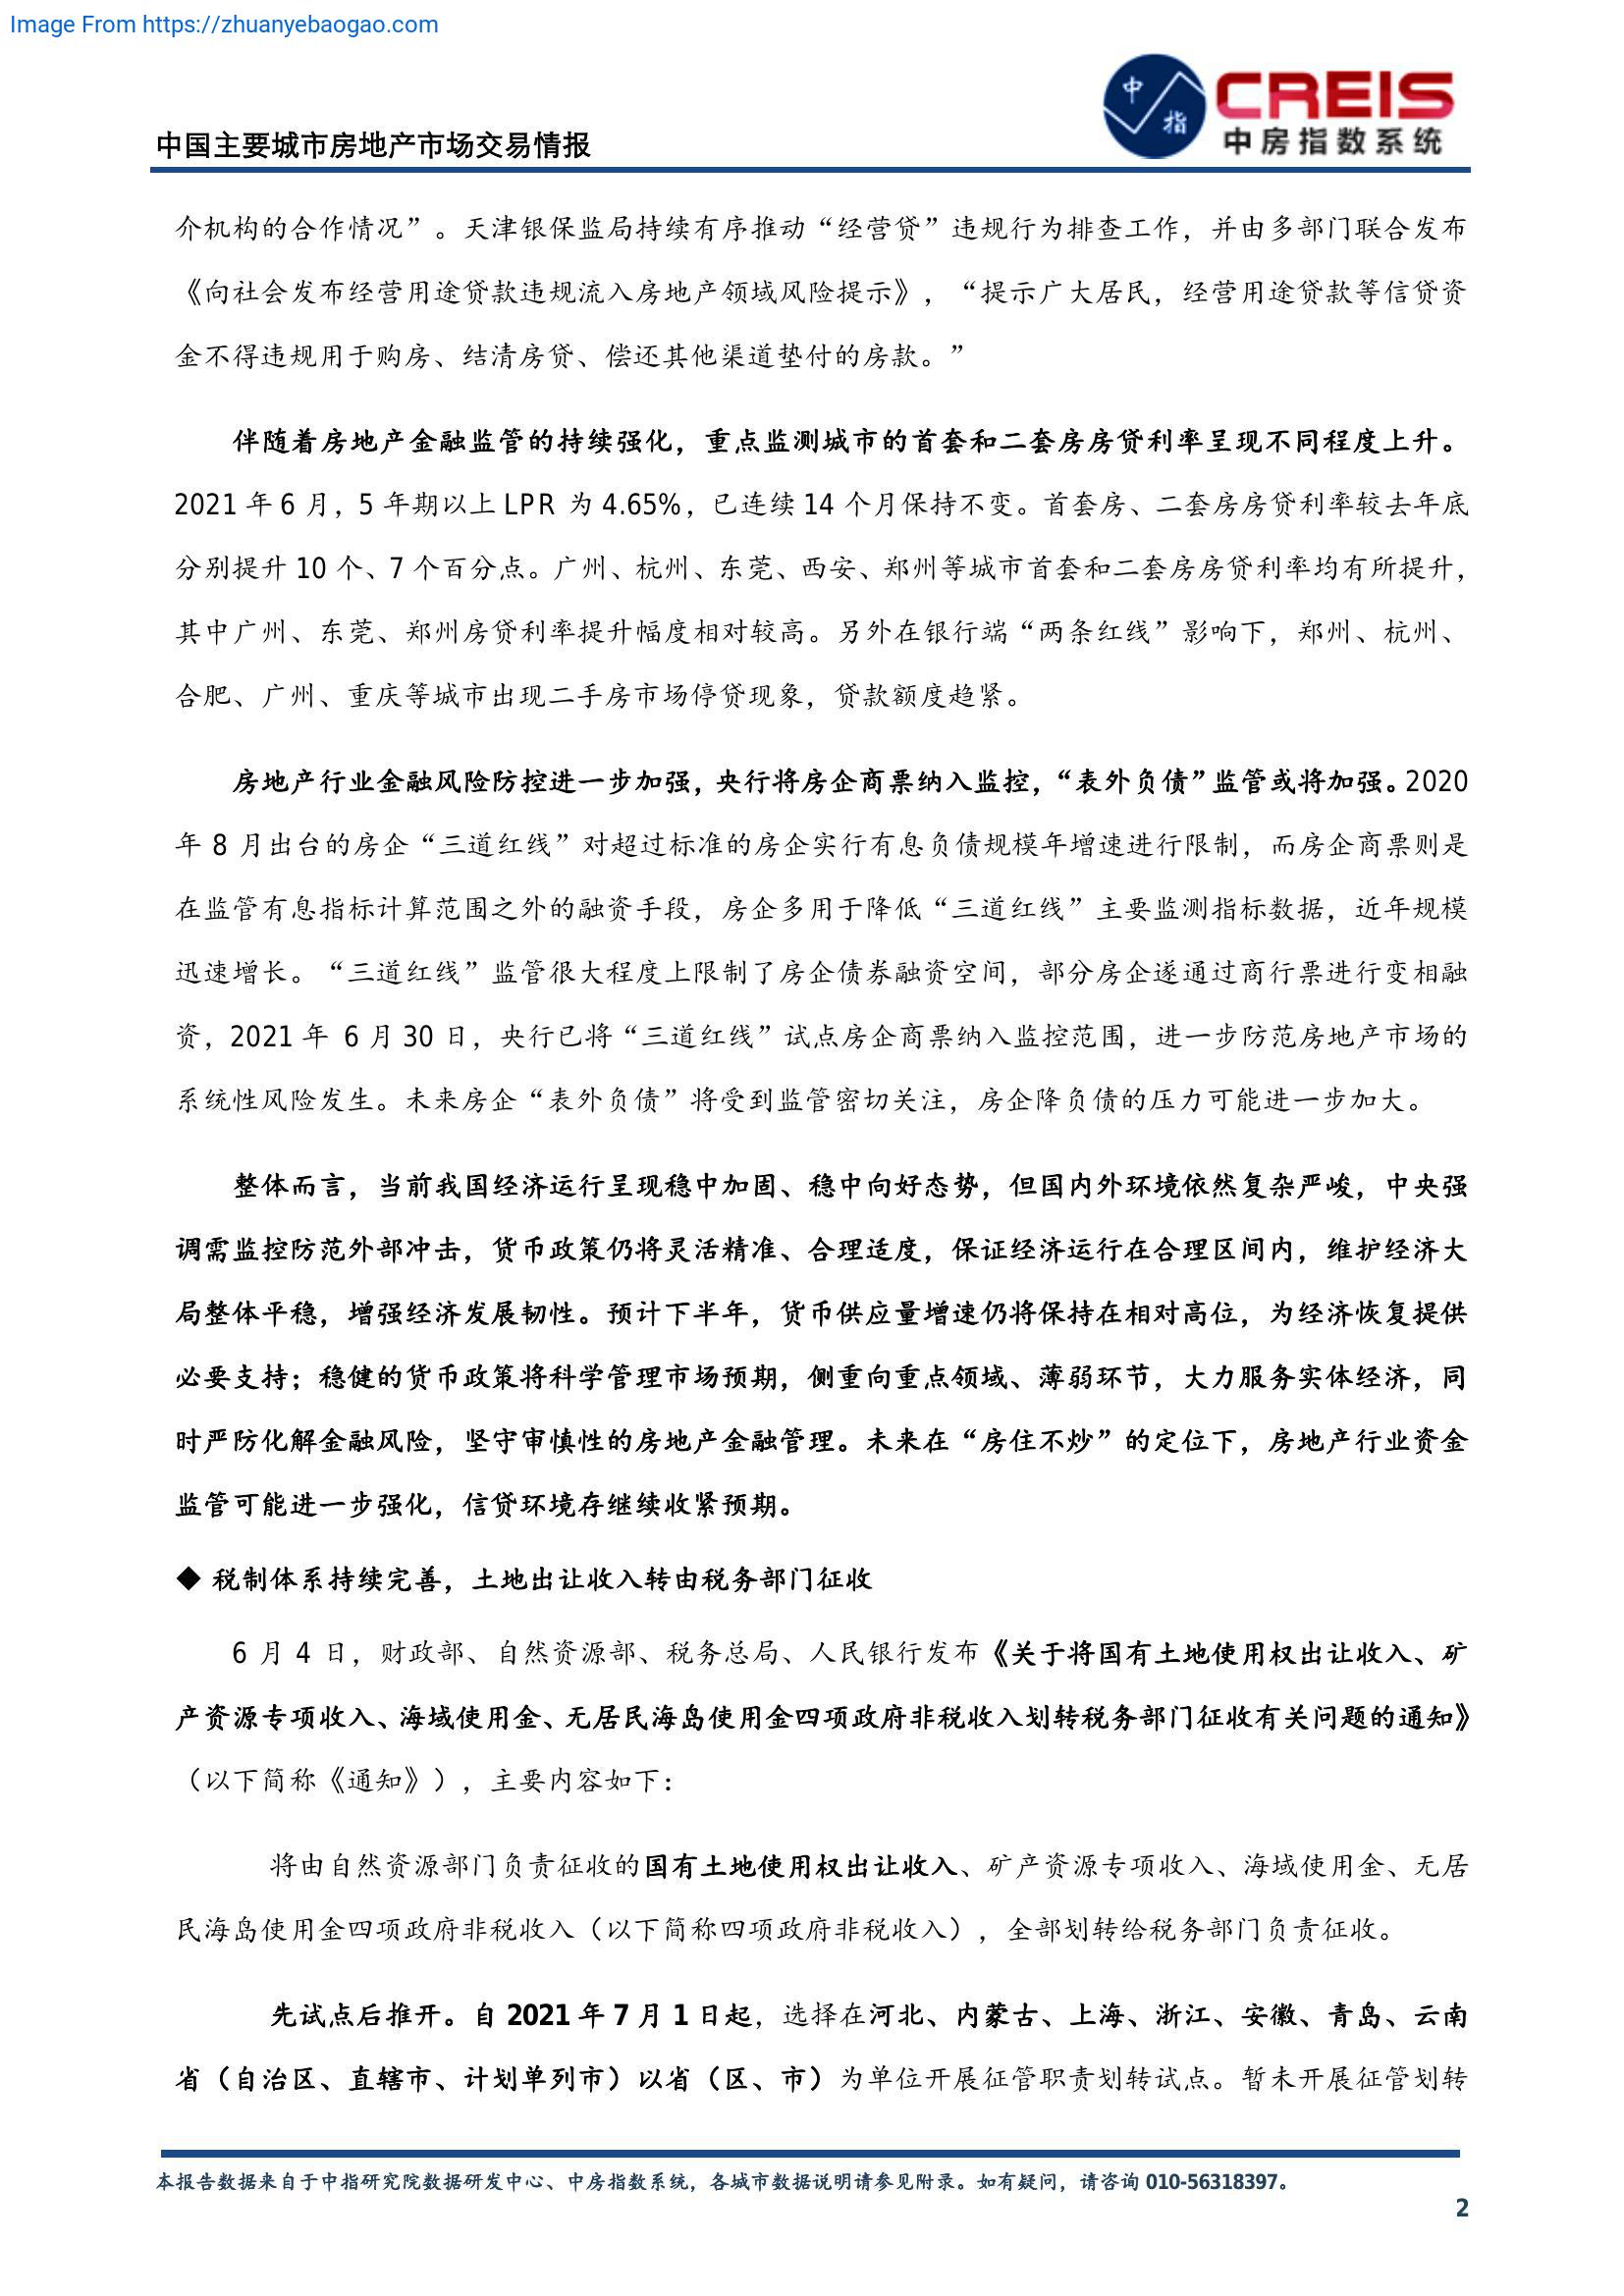 Image From https://zhuanyebaogao.com
中指
CREIS
中房指数系统
中国主要城市房地产市场交易情报
介机构的合作情况”。天津银保监局持续有序推动“经营贷”违规行为排查工作，并由多部门联合发布
《向社会发布经营用途贷款违规流入房地产领域风险提示》，“提示广大居民，经营用途贷款等信贷资
金不得违规用于购房、结清房贷、偿还其他渠道垫付的房款。”
伴随着房地产金融监管的持续强化，重点监测城市的首套和二套房房贷利率呈现不同程度上升。
2021 年 6 月，5 年期以上 LPR 为 4.65%，已连续 14 个月保持不变。首套房、二套房房贷利率较去年底
分别提升 10 个、7 个百分点。广州、杭州、东莞、西安、郑州等城市首套和二套房房贷利率均有所提升，
其中广州、东莞、郑州房贷利率提升幅度相对较高。另外在银行端“两条红线”影响下，郑州、杭州、
合肥、广州、重庆等城市出现二手房市场停贷现象，贷款额度趋紧。
房地产行业金融风险防控进一步加强，央行将房企商票纳入监控，“表外负债”监管或将加强。2020
年 8 月出台的房企“三道红线”对超过标准的房企实行有息负债规模年增速进行限制，而房企商票则是
在监管有息指标计算范围之外的融资手段，房企多用于降低“三道红线”主要监测指标数据，近年规模
迅速增长。“三道红线”监管很大程度上限制了房企债券融资空间，部分房企遂通过商行票进行变相融
资，2021 年 6 月 30 日，央行已将“三道红线”试点房企商票纳入监控范围，进一步防范房地产市场的
系统性风险发生。未来房企“表外负债”将受到监管密切关注，房企降负债的压力可能进一步加大。
整体而言，当前我国经济运行呈现稳中加固、稳中向好态势，但国内外环境依然复杂严峻，中央强
调需监控防范外部冲击，货币政策仍将灵活精准、合理适度，保证经济运行在合理区间内，维护经济大
局整体平稳，增强经济发展韧性。预计下半年，货币供应量增速仍将保持在相对高位，为经济恢复提供
必要支持；稳健的货币政策将科学管理市场预期，侧重向重点领域、薄弱环节，大力服务实体经济，同
时严防化解金融风险，坚守审慎性的房地产金融管理。未来在“房住不炒”的定位下，房地产行业资金
监管可能进一步强化，信贷环境存继续收紧预期。
◆ 税制体系持续完善，土地出让收入转由税务部门征收
6 月 4 日，财政部、自然资源部、税务总局、人民银行发布《关于将国有土地使用权出让收入、矿
产资源专项收入、海域使用金、无居民海岛使用金四项政府非税收入划转税务部门征收有关问题的通知》
（以下简称《通知》），主要内容如下：
将由自然资源部门负责征收的国有土地使用权出让收入、矿产资源专项收入、海域使用金、无居
民海岛使用金四项政府非税收入（以下简称四项政府非税收入），全部划转给税务部门负责征收。
先试点后推开。自 2021 年 7 月 1 日起，选择在河北、内蒙古、上海、浙江、安徽、青岛、云南
省（自治区、直辖市、计划单列市）以省（区、市）为单位开展征管职责划转试点。暂未开展征管划转
本报告数据来自于中指研究院数据研发中心、中房指数系统，各城市数据说明请参见附录。如有疑问，请咨询 010-56318397。
2